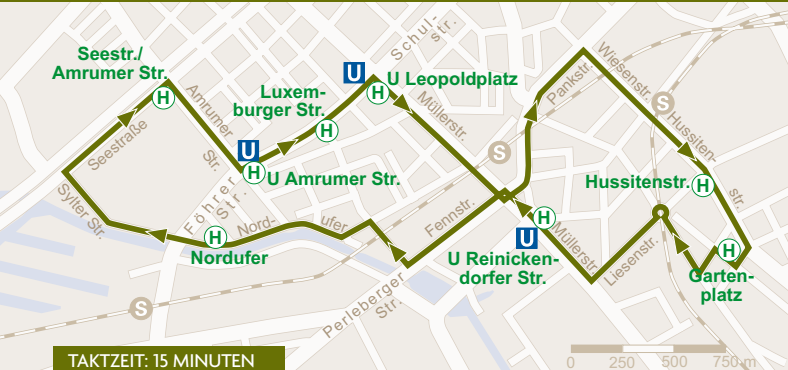 Seestr./
Amrumer Str.
Schul-
str.
U
U Leopoldplatz
H
H
Luxem-
burger Str.
H
Amrumer
Str.
Seestraße
U
H
U Amrumer Str.
Müllerstr.
Pankstr.
Wiesenstr.
S
Hussiten-
str.
S
Hussitenstr.
H
Sylter Str.
Föhrer
Str.
Nord-
ufer
H
Nordufer
Fennstr.
H
U
U Reinicken-
dorfer Str.
Müllerstr.
Liesenstr.
H
Garten-
platz
Perleberger
Str.
S
TAKTZEIT: 15 MINUTEN
0 250 500 750 m